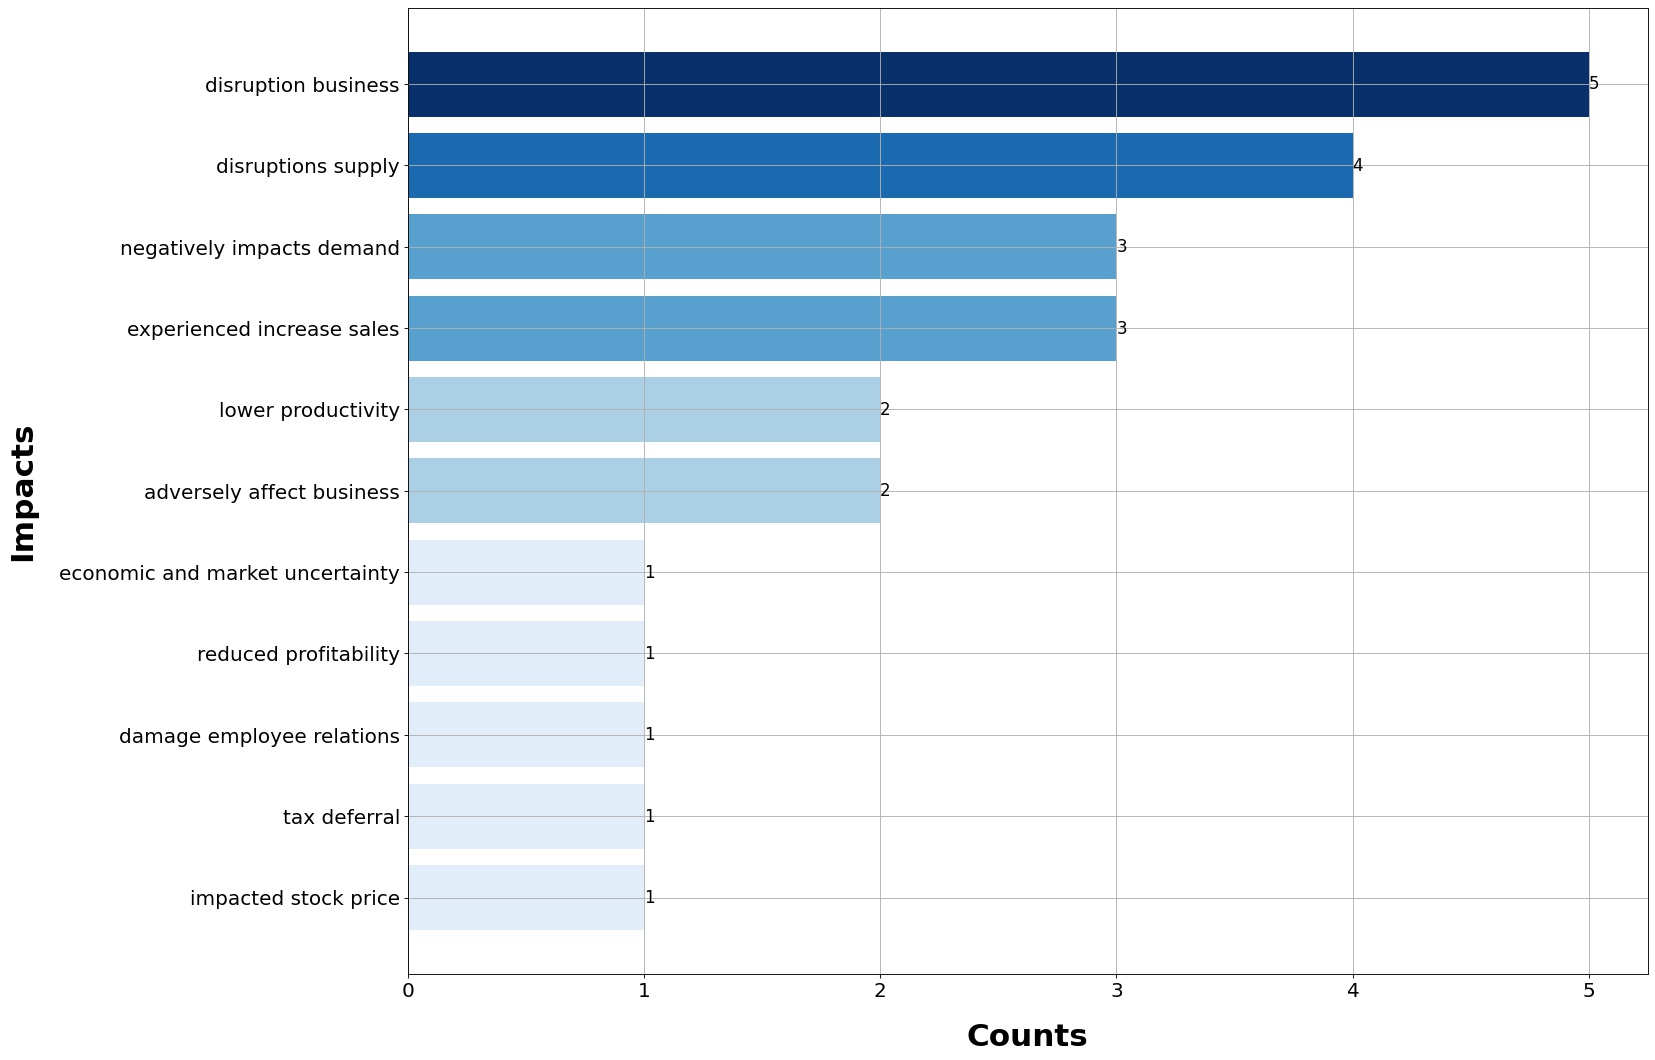 disruption business
5
disruptions supply
4
negatively impacts demand
3
experienced increase sales
3
lower productivity
2
adversely affect business
2
economic and market uncertainty
1
reduced profitability
1
damage employee relations
1
tax deferral
1
impacted stock price
1
Impacts
0 1 2 3 4 5
Counts